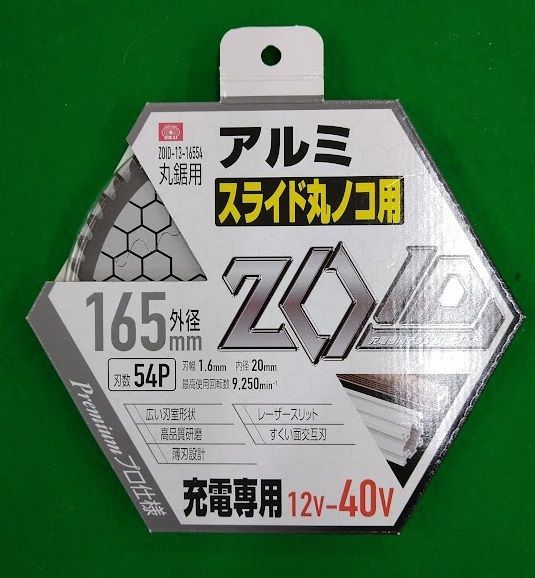 SK11
ZOID-13-16554
丸鋸用
アルミ
スライド丸ノコ用
ZOID
165mm
外径
刃数 54P
刃幅 1.6mm 内径 20mm
最高使用回転数 9,250min⁻¹
広い刃室形状
レーザースリット
高品質研磨
すくい面交互刃
薄刃設計
Premium プロ仕様
充電専用 12V-40V